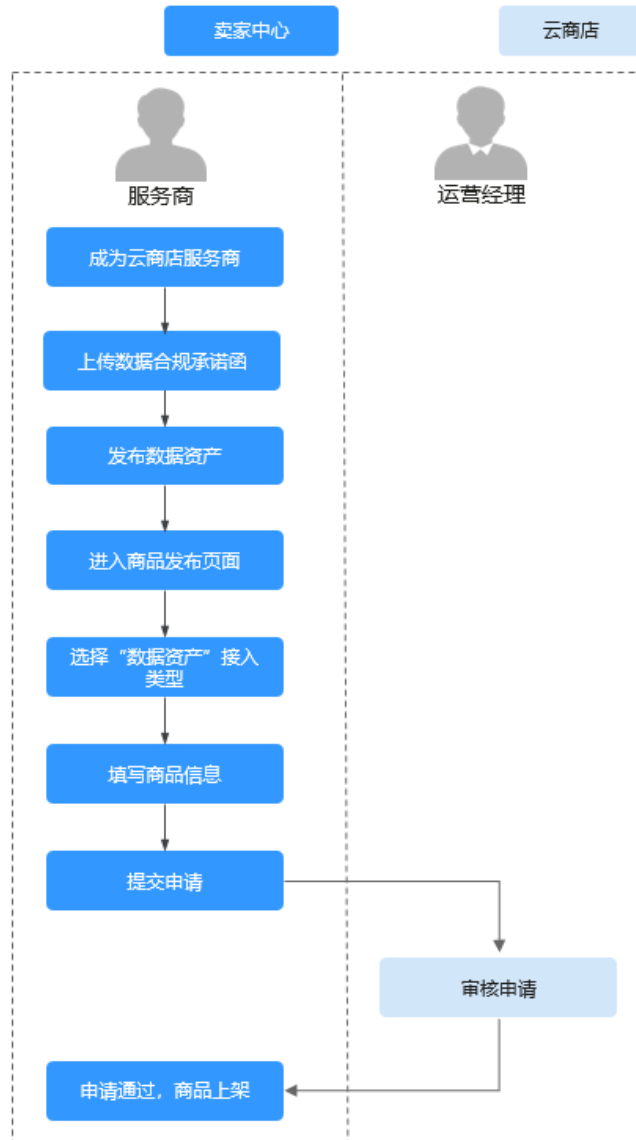 卖家中心
云商店
服务商
运营经理
成为云商店服务商
上传数据合规承诺函
发布数据资产
进入商品发布页面
选择“数据资产”接入
类型
填写商品信息
提交申请
审核申请
申请通过，商品上架